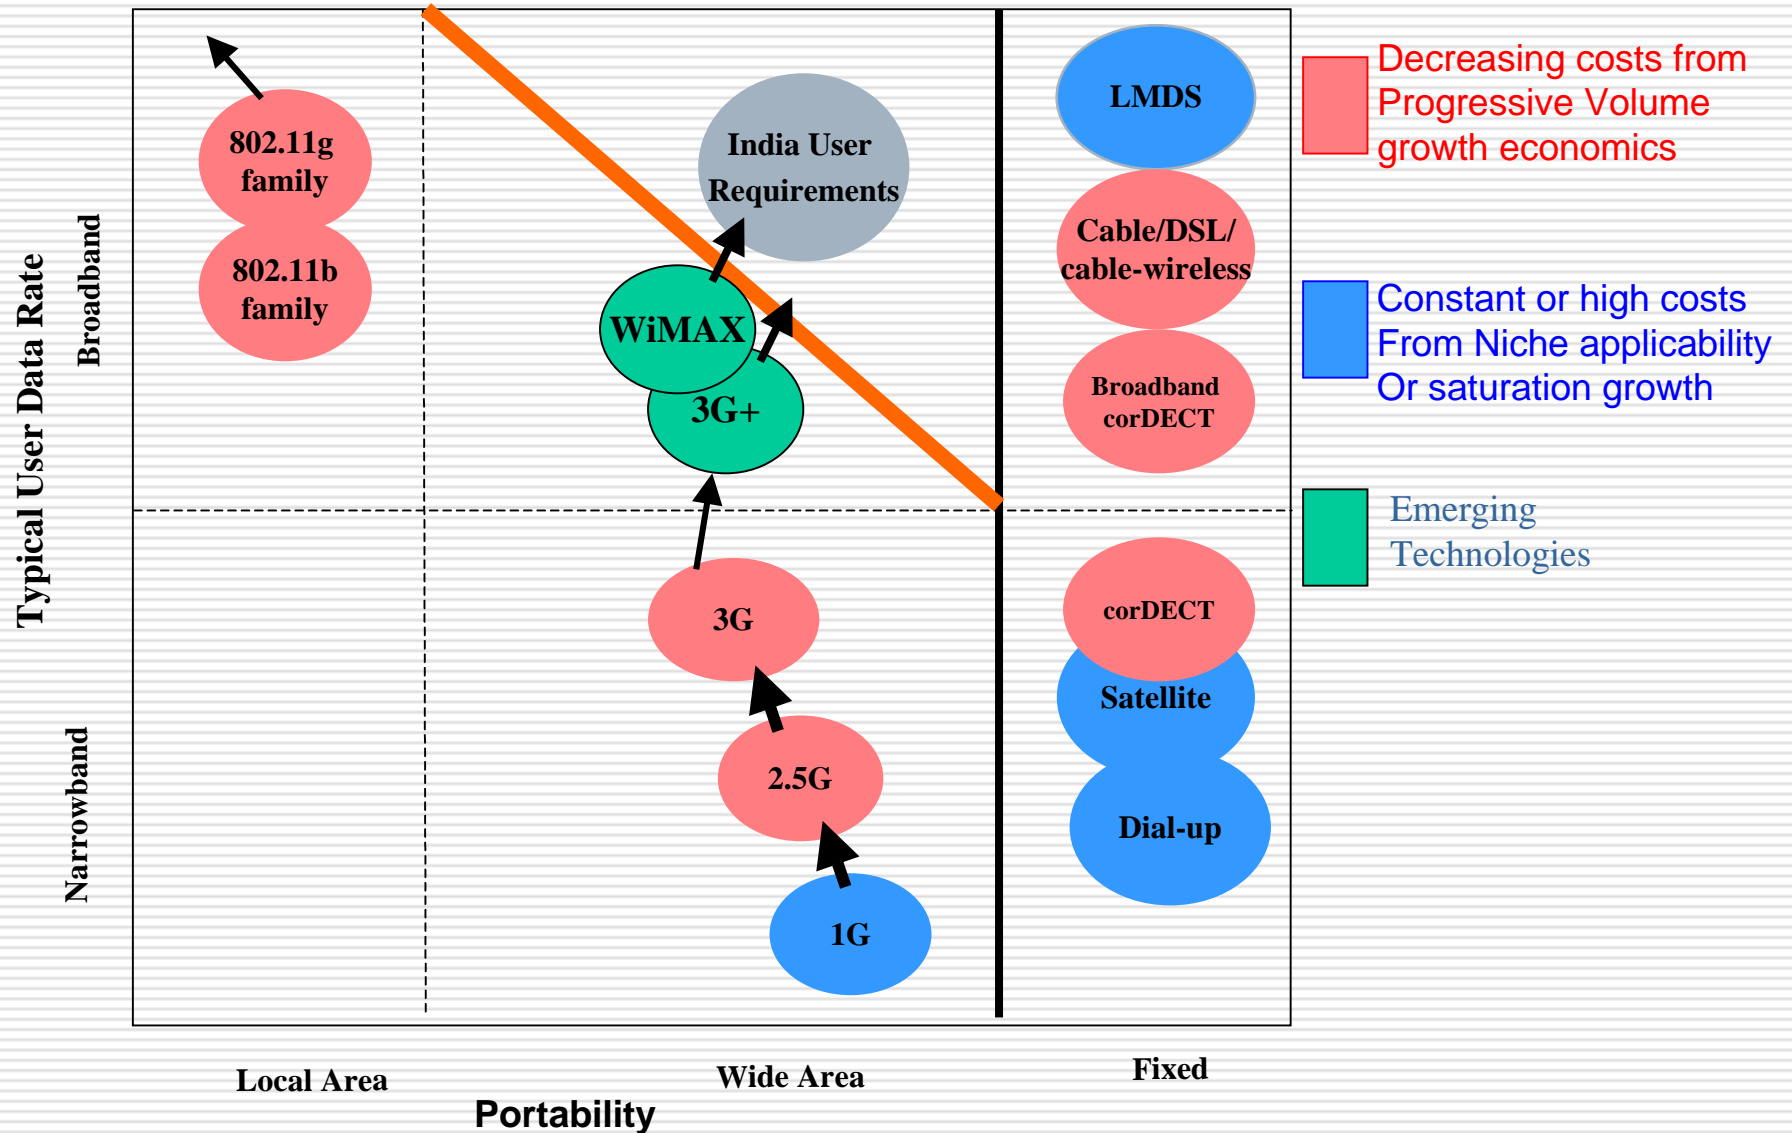 Typical User Data Rate
Broadband
Narrowband
802.11g
family
802.11b
family
India User
Requirements
WiMAX
3G+
3G
2.5G
1G
LMDS
Cable/DSL/
cable-wireless
Broadband
corDECT
corDECT
Satellite
Dial-up
Local Area
Wide Area
Fixed
Portability
Decreasing costs from
Progressive Volume
growth economics
Constant or high costs
From Niche applicability
Or saturation growth
Emerging
Technologies